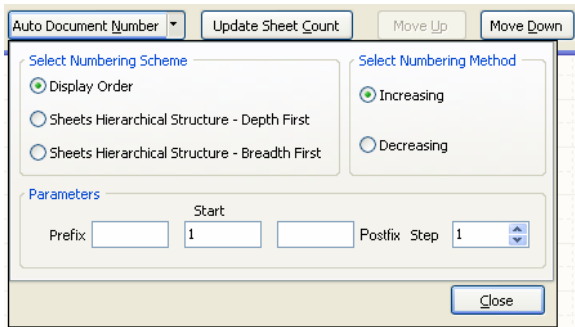 Auto Document Number Update Sheet Count Move Up Move Down
Select Numbering Scheme Select Numbering Method
Display Order
Increasing
Sheets Hierarchical Structure - Depth First
Decreasing
Sheets Hierarchical Structure - Breadth First
Parameters
Start
Prefix 1 Postfix Step 1
Close